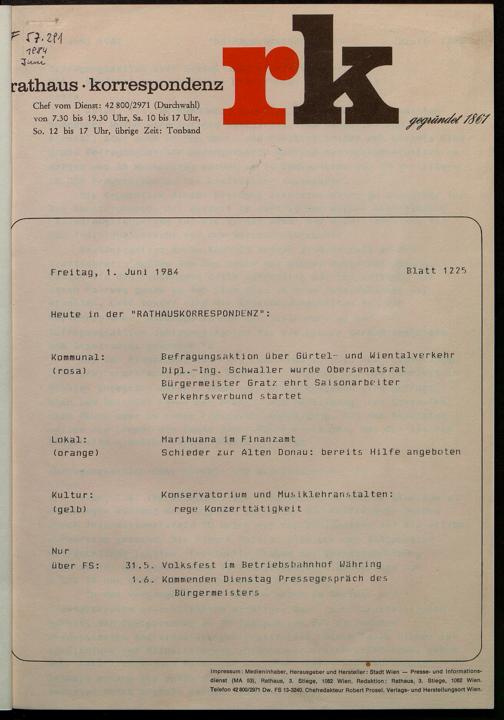 F 57.291
1984
Juni
rathaus · korrespondenz
rk
Chef vom Dienst: 42 800/2971 (Durchwahl)
von 7.30 bis 19.30 Uhr, Sa. 10 bis 17 Uhr,
So. 12 bis 17 Uhr, übrige Zeit: Tonband
gegründet 1861
Freitag, 1. Juni 1984 Blatt 1225
Heute in der "RATHAUSKORRESPONDENZ":
Kommunal: Befragungsaktion über Gürtel- und Wientalverkehr
(rosa) Dipl.-Ing. Schwaller wurde Obersenatsrat
Bürgermeister Gratz ehrt Saisonarbeiter
Verkehrsverbund startet
Lokal: Marihuana im Finanzamt
(orange) Schieder zur Alten Donau: bereits Hilfe angeboten
Kultur: Konservatorium und Musiklehranstalten:
(gelb) rege Konzerttätigkeit
Nur
über FS: 31.5. Volksfest im Betriebsbahnhof Währing
1.6. Kommenden Dienstag Pressegespräch des
Bürgermeisters
Impressum: Medieninhaber, Herausgeber und Hersteller: Stadt Wien — Presse- und Informations-
dienst (MA 53), Rathaus, 3. Stiege, 1082 Wien. Redaktion: Rathaus, 3. Stiege, 1082 Wien.
Telefon 42 800/2971 Dw. FS 13-3240. Chefredakteur Robert Prosel. Verlags- und Herstellungsort Wien.